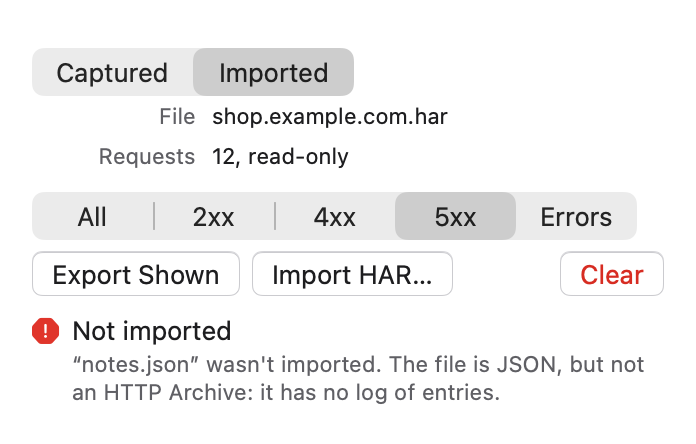 Captured Imported
File shop.example.com.har
Requests 12, read-only
All 2xx 4xx 5xx Errors
Export Shown Import HAR... Clear
Not imported
“notes.json” wasn't imported. The file is JSON, but not
an HTTP Archive: it has no log of entries.